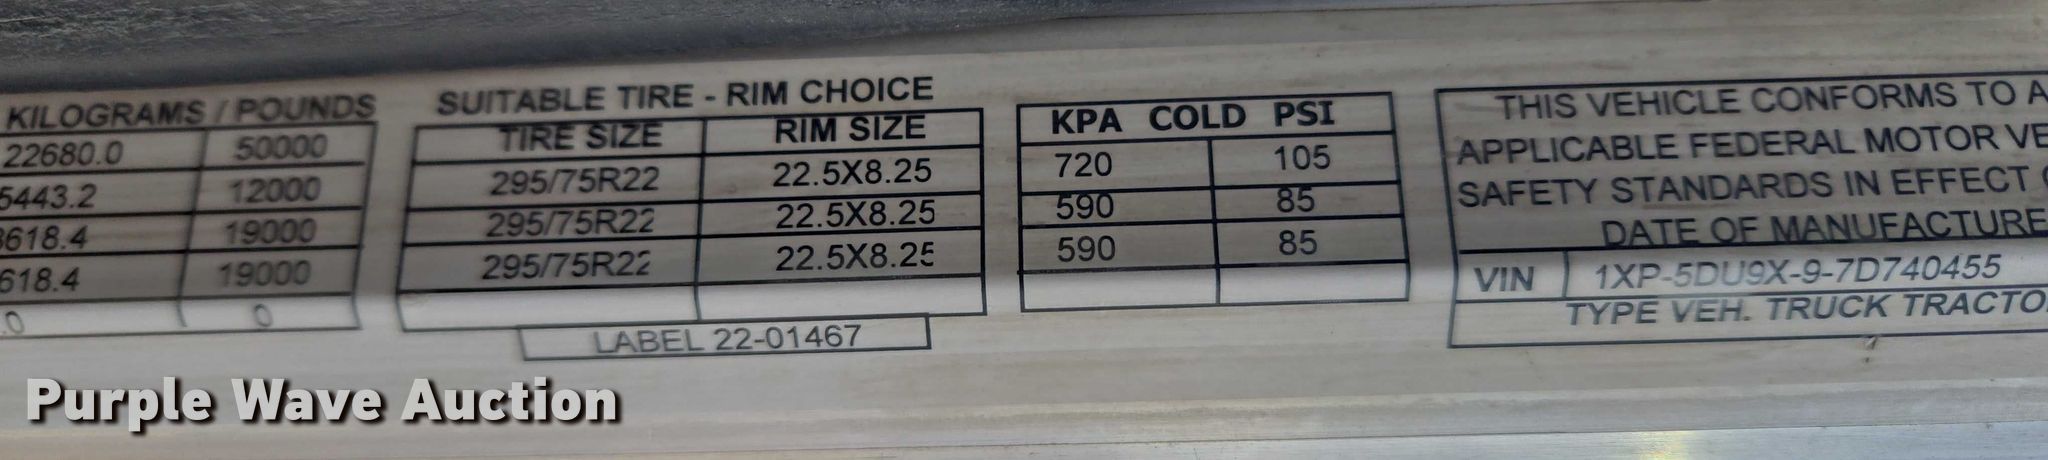 KILOGRAMS / POUNDS
22680.0 50000
5443.2 12000
8618.4 19000
618.4 19000
.0 0
SUITABLE TIRE - RIM CHOICE
TIRE SIZE RIM SIZE
295/75R22 22.5X8.25
295/75R22 22.5X8.25
295/75R22 22.5X8.25
LABEL 22-01467
KPA COLD PSI
720 105
590 85
590 85
THIS VEHICLE CONFORMS TO A
APPLICABLE FEDERAL MOTOR VE
SAFETY STANDARDS IN EFFECT
DATE OF MANUFACTURE
VIN 1XP-5DU9X-9-7D740455
TYPE VEH. TRUCK TRACTO
Purple Wave Auction